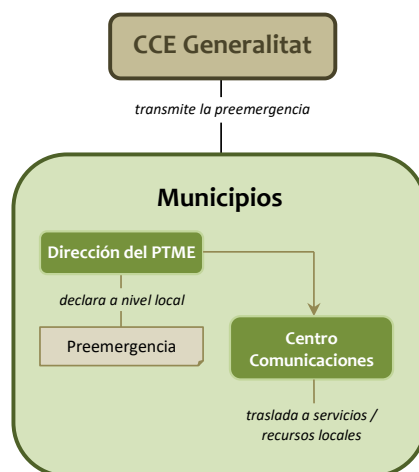 CCE Generalitat
transmite la preemergencia
Municipios
Dirección del PTME
declara a nivel local
Preemergencia
Centro
Comunicaciones
traslada a servicios /
recursos locales